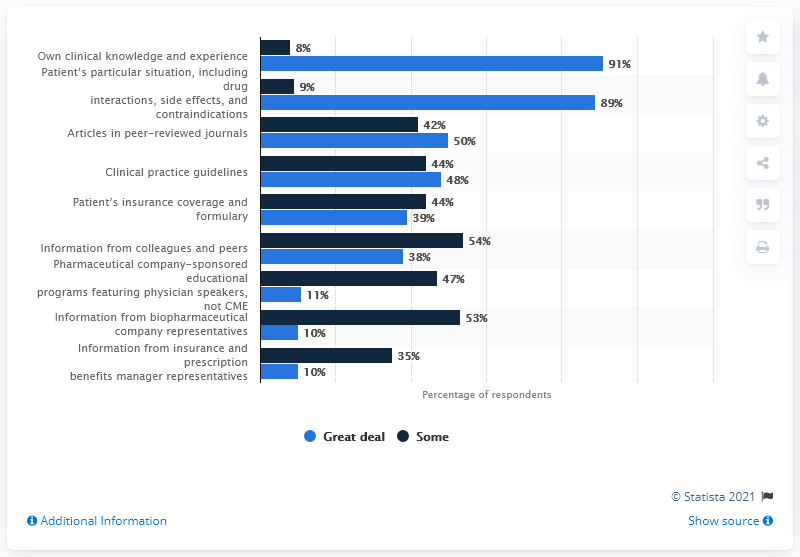 8%
Own clinical knowledge and experience
91%
Patient's particular situation, including
drug
interactions, side effects, and
contraindications
9%
89%
42%
Articles in peer-reviewed journals
50%
44%
Clinical practice guidelines
48%
Patient's insurance coverage and
formulary
44%
39%
54%
Information from colleagues and peers
38%
Pharmaceutical company-sponsored
educational
programs featuring physician speakers,
not CME
47%
11%
Information from biopharmaceutical
company representatives
53%
10%
Information from insurance and
prescription
benefits manager representatives
35%
10%
Percentage of respondents
Great deal Some
© Statista 2021
Additional Information
Show source